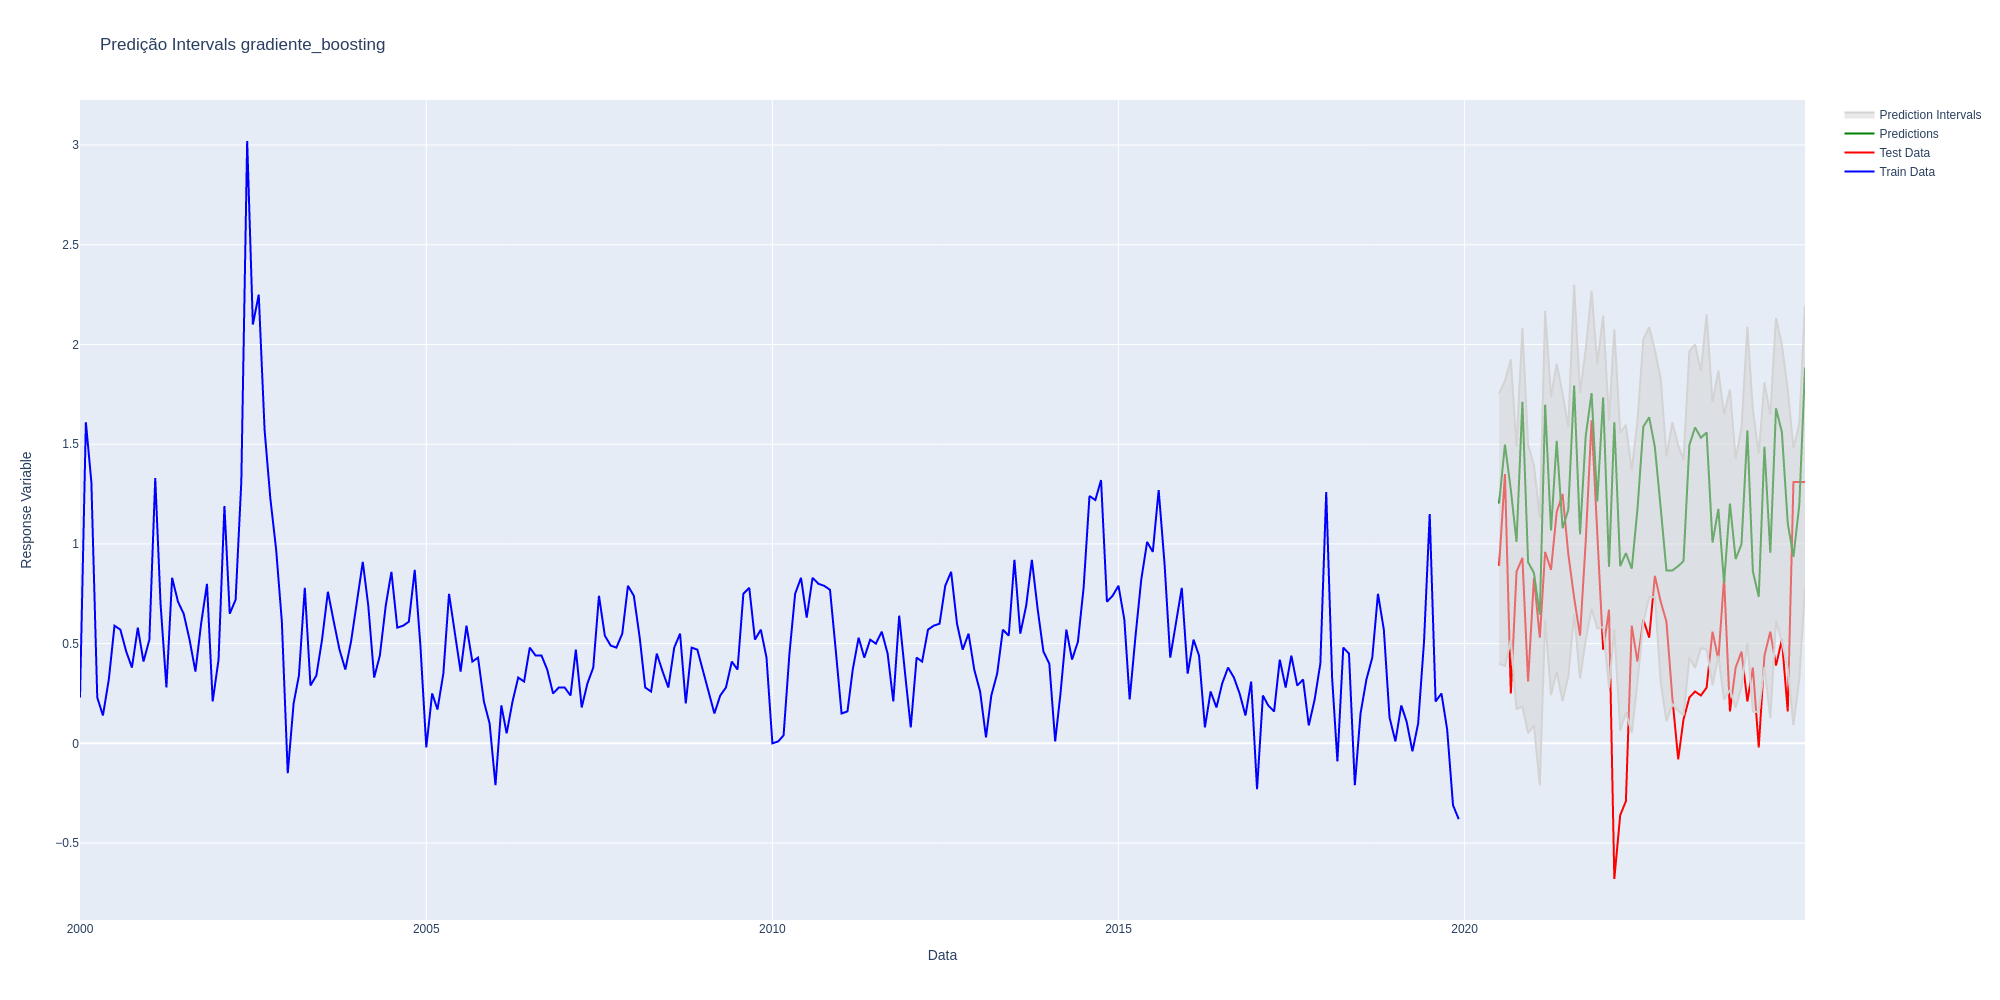 Predição Intervals gradiente_boosting
Prediction Intervals
Predictions
Test Data
Train Data
Response Variable
3
2.5
2
1.5
1
0.5
0
−0.5
2000
2005
2010
2015
2020
Data